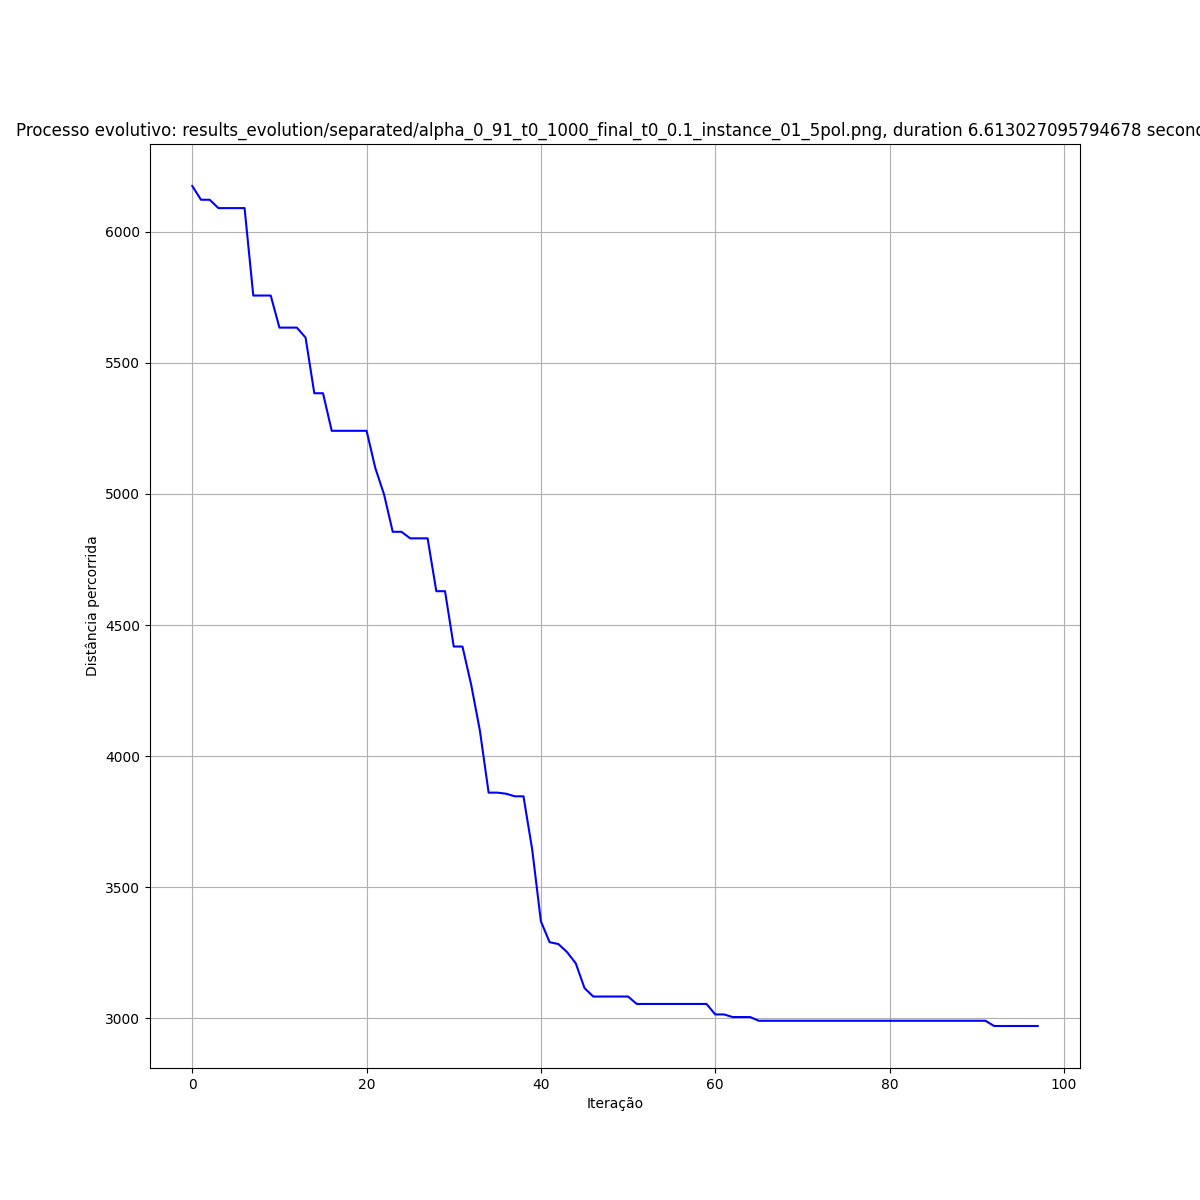 Processo evolutivo: results_evolution/separated/alpha_0_91_t0_1000_final_t0_0.1_instance_01_5pol.png, duration 6.613027095794678 second
6000
5500
5000
4500
4000
3500
3000
Distância percorrida
0 20 40 60 80 100
Iteração